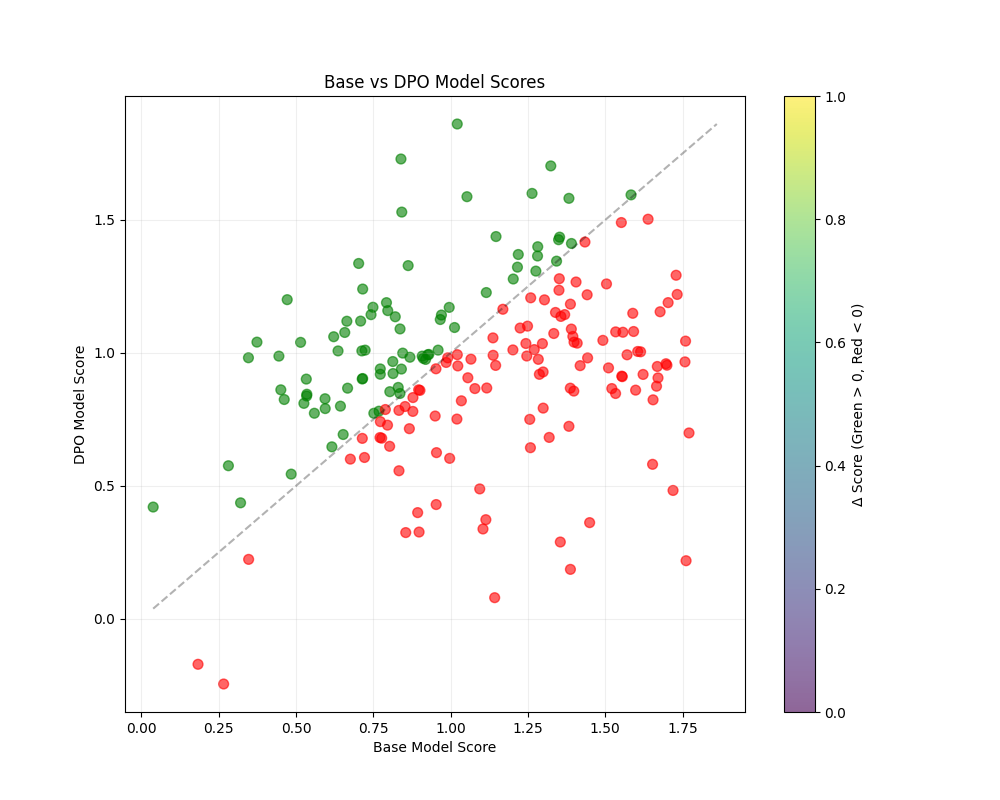 Base vs DPO Model Scores
DPO Model Score
1.5
1.0
0.5
0.0
0.00 0.25 0.50 0.75 1.00 1.25 1.50 1.75
Base Model Score
1.0
0.8
0.6
0.4
0.2
0.0
Δ Score (Green > 0, Red < 0)